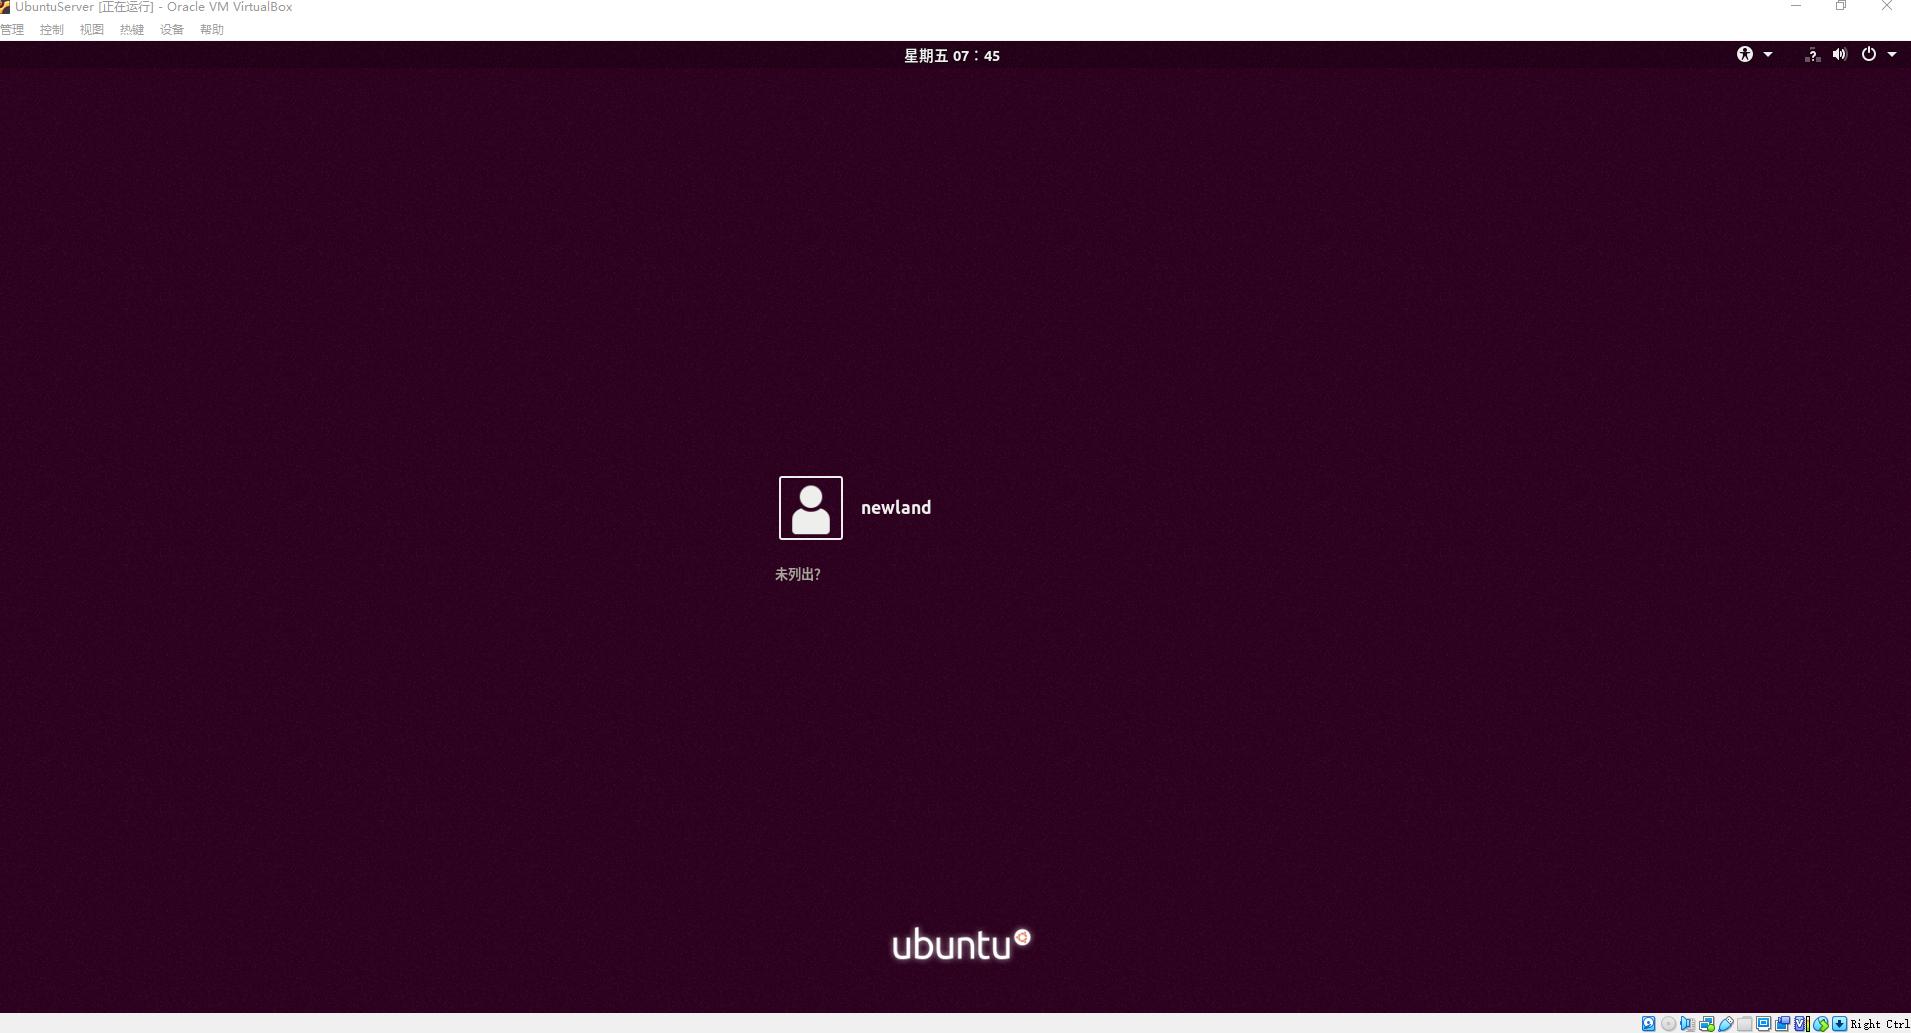 UbuntuServer [正在运行] - Oracle VM VirtualBox
管理 控制 视图 热键 设备 帮助
星期五 07：45
newland
未列出?
ubuntu
Right Ctrl